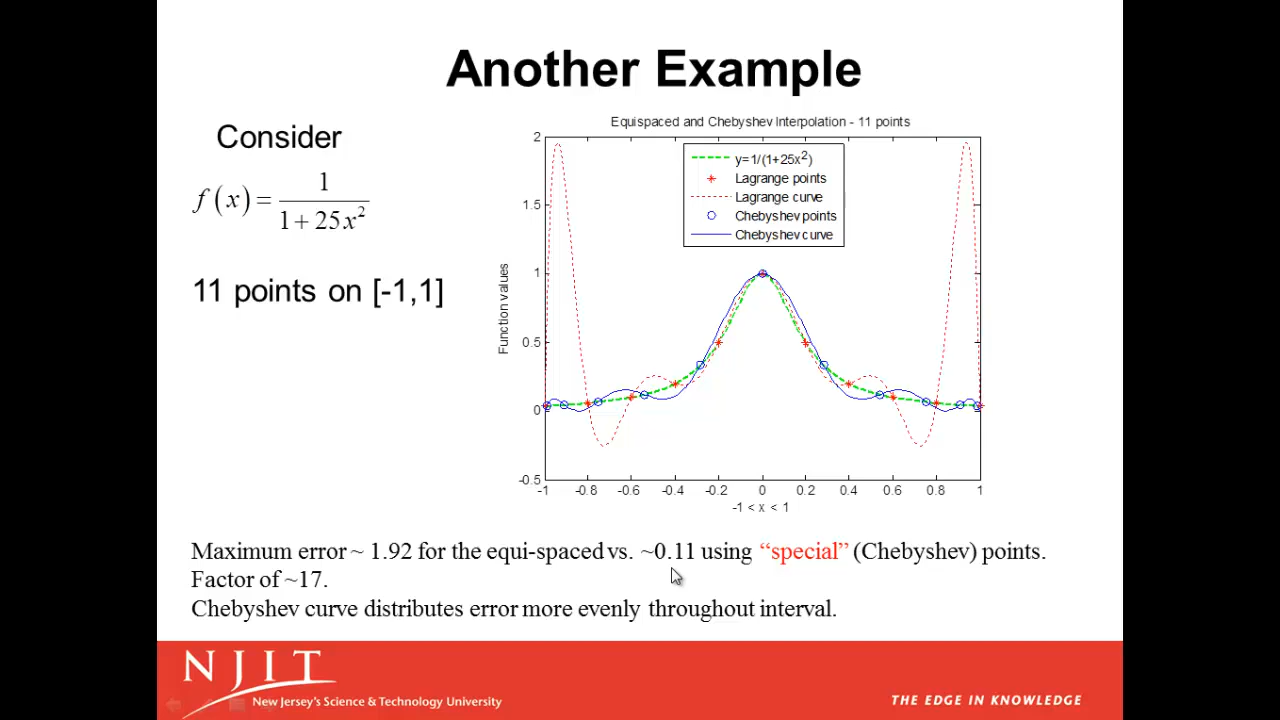 Another Example
Consider
f(x) = 1 / (1 + 25x²)
11 points on [-1,1]
Equispaced and Chebyshev Interpolation - 11 points
y=1/(1+25x²)
Lagrange points
Lagrange curve
Chebyshev points
Chebyshev curve
Function values
2
1.5
1
0.5
0
-0.5
-1 -0.8 -0.6 -0.4 -0.2 0 0.2 0.4 0.6 0.8 1
-1 < x < 1
Maximum error ~ 1.92 for the equi-spaced vs. ~0.11 using “special” (Chebyshev) points.
Factor of ~17.
Chebyshev curve distributes error more evenly throughout interval.
NJIT
New Jersey's Science & Technology University
THE EDGE IN KNOWLEDGE